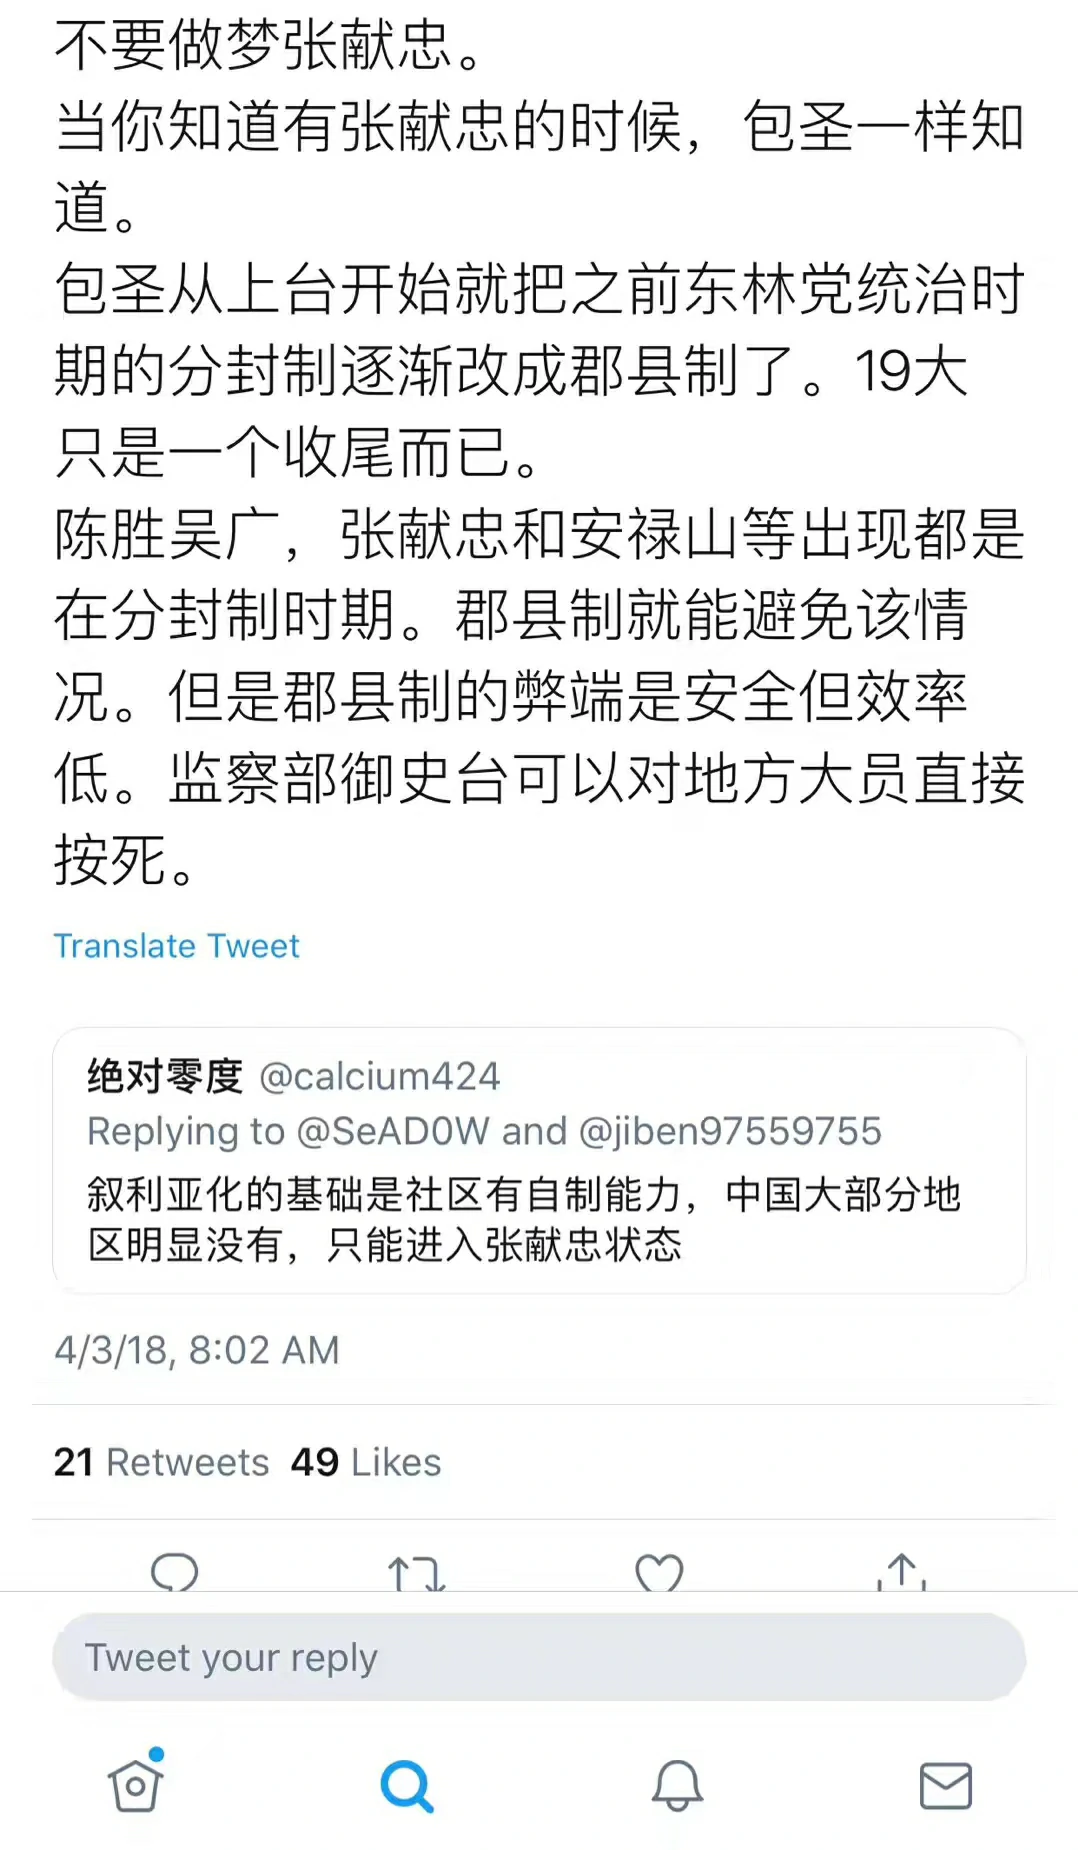 不要做梦张献忠。
当你知道有张献忠的时候，包圣一样知
道。
包圣从上台开始就把之前东林党统治时
期的分封制逐渐改成郡县制了。19大
只是一个收尾而已。
陈胜吴广，张献忠和安禄山等出现都是
在分封制时期。郡县制就能避免该情
况。但是郡县制的弊端是安全但效率
低。监察部御史台可以对地方大员直接
按死。
Translate Tweet
绝对零度 @calcium424
Replying to @SeAD0W and @jiben97559755
叙利亚化的基础是社区有自制能力，中国大部分地
区明显没有，只能进入张献忠状态
4/3/18, 8:02 AM
21 Retweets 49 Likes
Tweet your reply